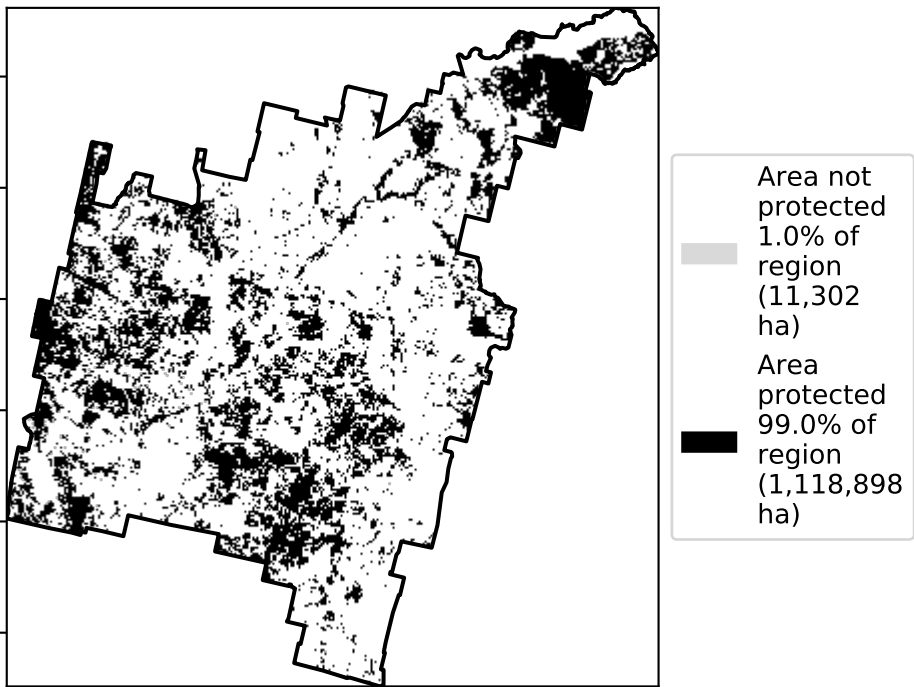 Area not
protected
1.0% of
region
(11,302
ha)
Area
protected
99.0% of
region
(1,118,898
ha)